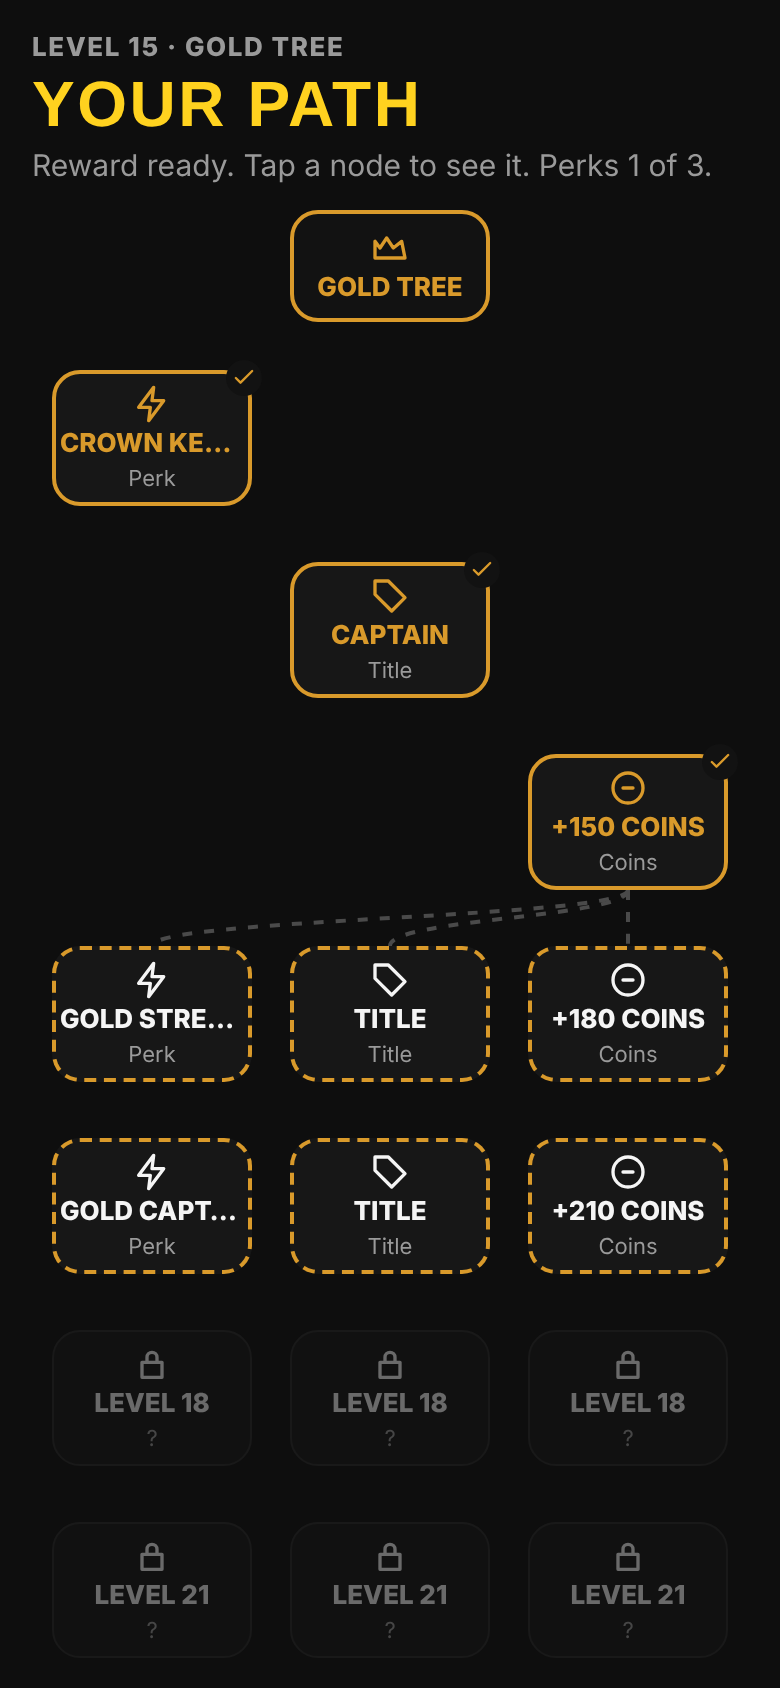 LEVEL 15 · GOLD TREE
YOUR PATH
Reward ready. Tap a node to see it. Perks 1 of 3.
GOLD TREE
CROWN KE...
Perk
CAPTAIN
Title
+150 COINS
Coins
GOLD STRE...
Perk
TITLE
Title
+180 COINS
Coins
GOLD CAPT...
Perk
TITLE
Title
+210 COINS
Coins
LEVEL 18
?
LEVEL 18
?
LEVEL 18
?
LEVEL 21
?
LEVEL 21
?
LEVEL 21
?